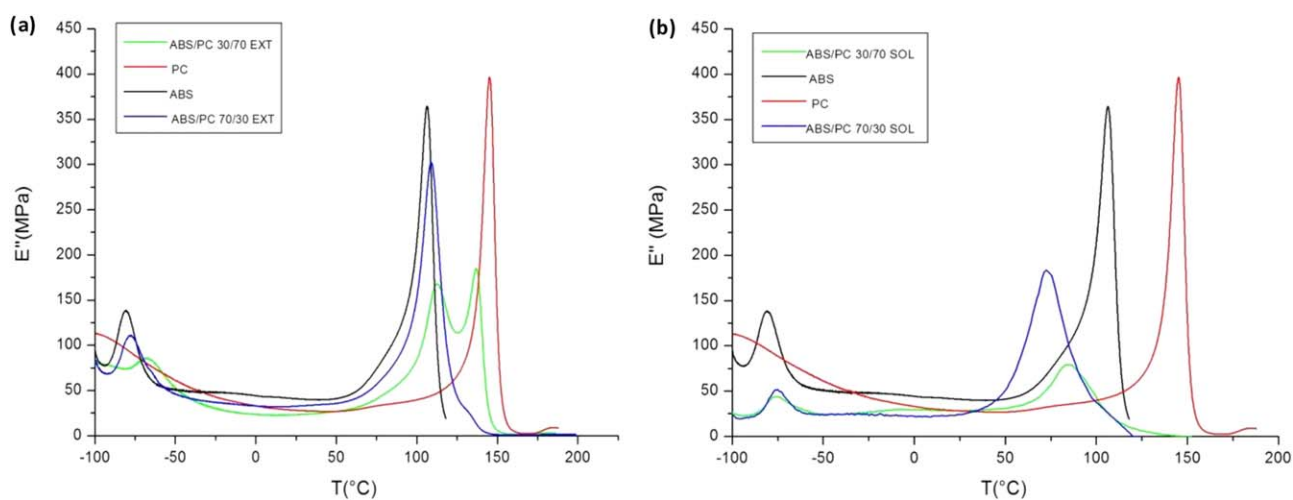 (a)
450
400
350
300
250
200
150
100
50
0
E"(MPa)
ABS/PC 30/70 EXT
PC
ABS
ABS/PC 70/30 EXT
-100
-50
0
50
100
150
200
T(°C)
(b)
450
400
350
300
250
200
150
100
50
0
E" (MPa)
ABS/PC 30/70 SOL
ABS
PC
ABS/PC 70/30 SOL
-100
-50
0
50
100
150
200
T(°C)